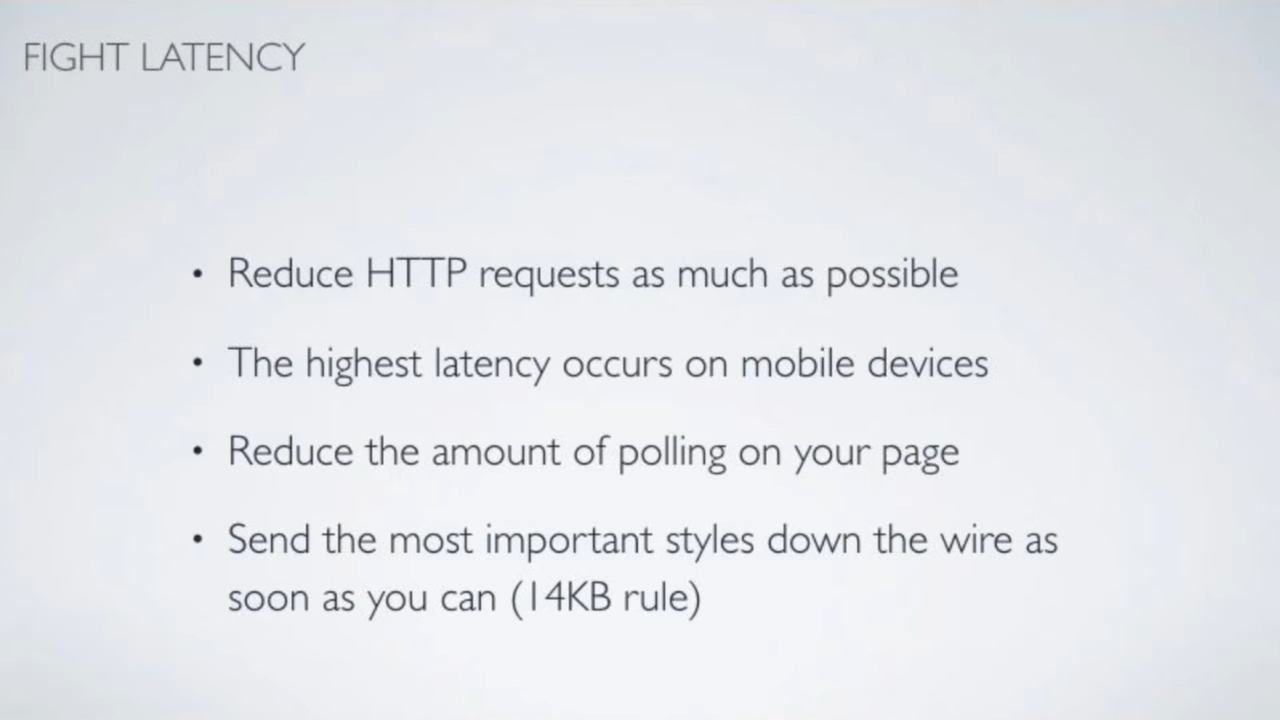 FIGHT LATENCY
• Reduce HTTP requests as much as possible
• The highest latency occurs on mobile devices
• Reduce the amount of polling on your page
• Send the most important styles down the wire as
soon as you can (14KB rule)